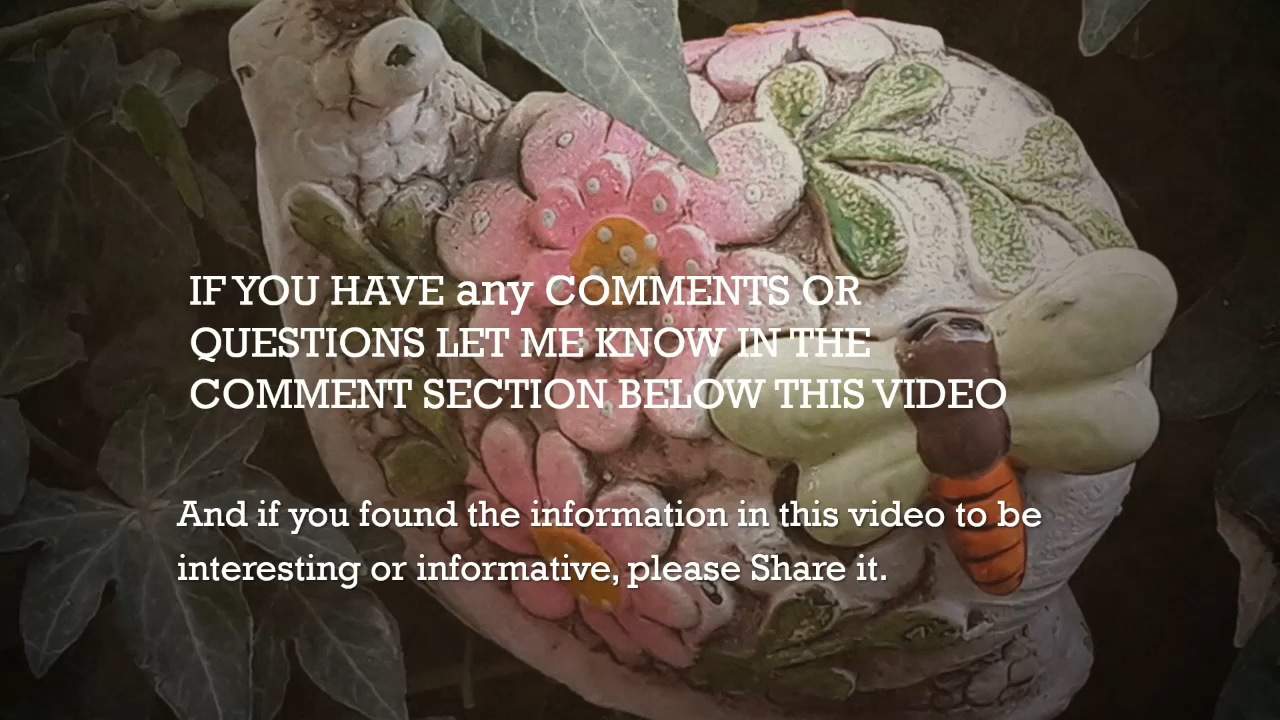 IF YOU HAVE any COMMENTS OR
QUESTIONS LET ME KNOW IN THE
COMMENT SECTION BELOW THIS VIDEO
And if you found the information in this video to be
interesting or informative, please Share it.